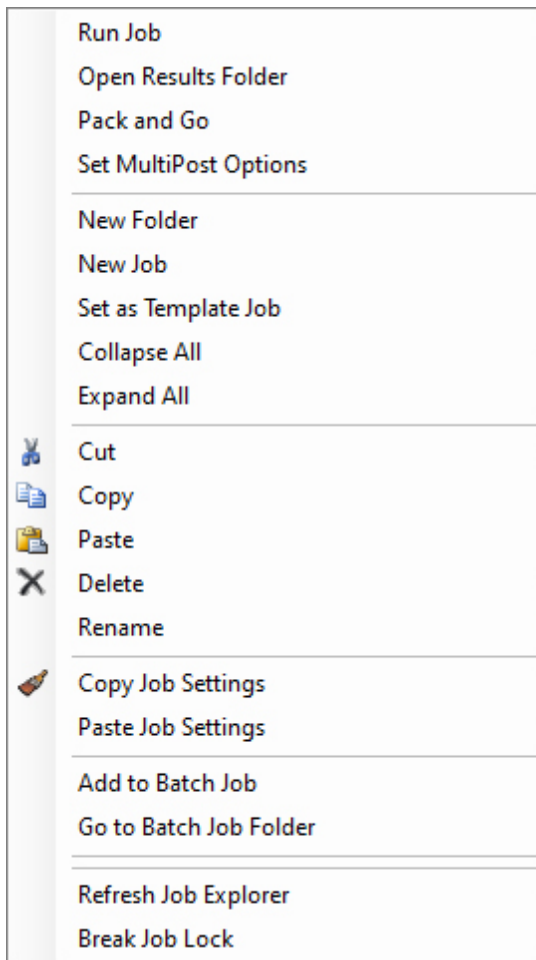 Run Job
Open Results Folder
Pack and Go
Set MultiPost Options
New Folder
New Job
Set as Template Job
Collapse All
Expand All
Cut
Copy
Paste
Delete
Rename
Copy Job Settings
Paste Job Settings
Add to Batch Job
Go to Batch Job Folder
Refresh Job Explorer
Break Job Lock